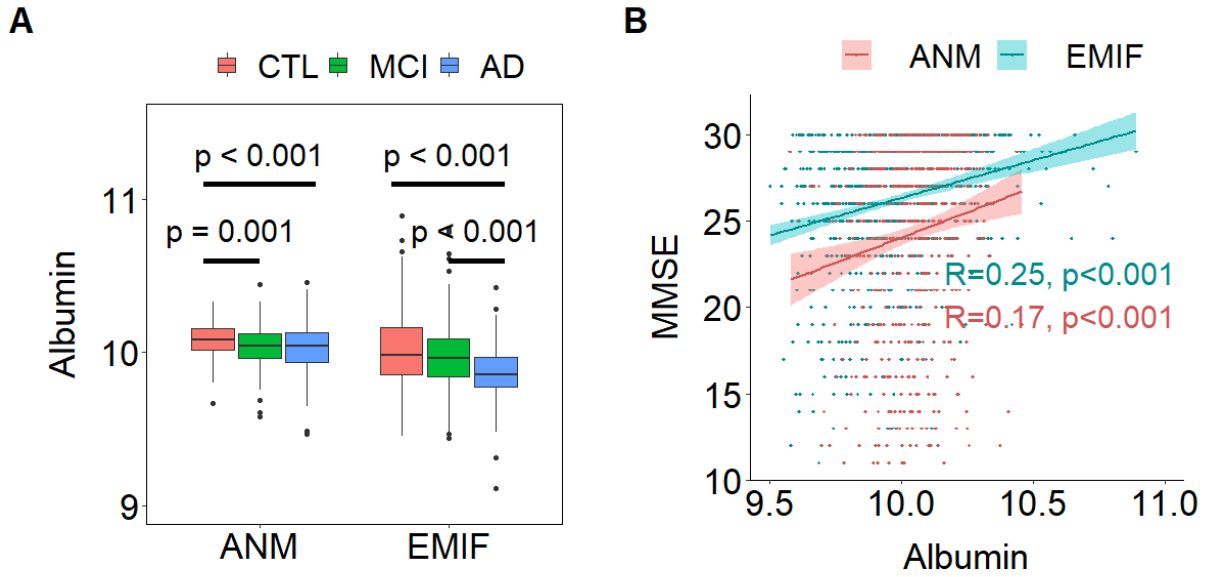 A
CTL MCI AD
p < 0.001 p < 0.001
p = 0.001 p < 0.001
11
10
9
Albumin
ANM EMIF
B
ANM EMIF
30
25
20
15
10
MMSE
R=0.25, p<0.001
R=0.17, p<0.001
9.5 10.0 10.5 11.0
Albumin